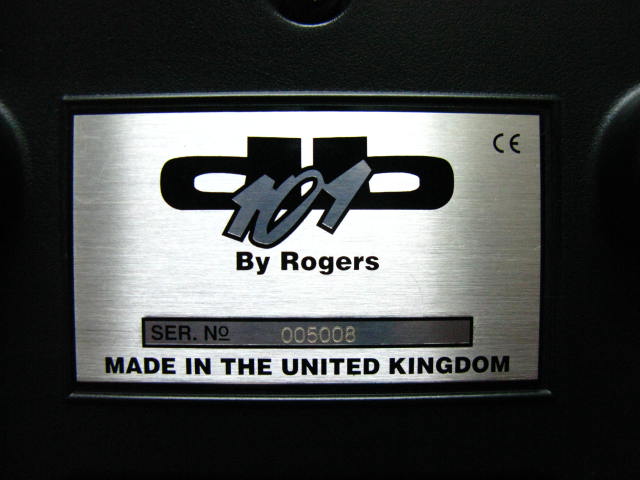 db
101
By Rogers
CE
SER. Nº 005008
MADE IN THE UNITED KINGDOM